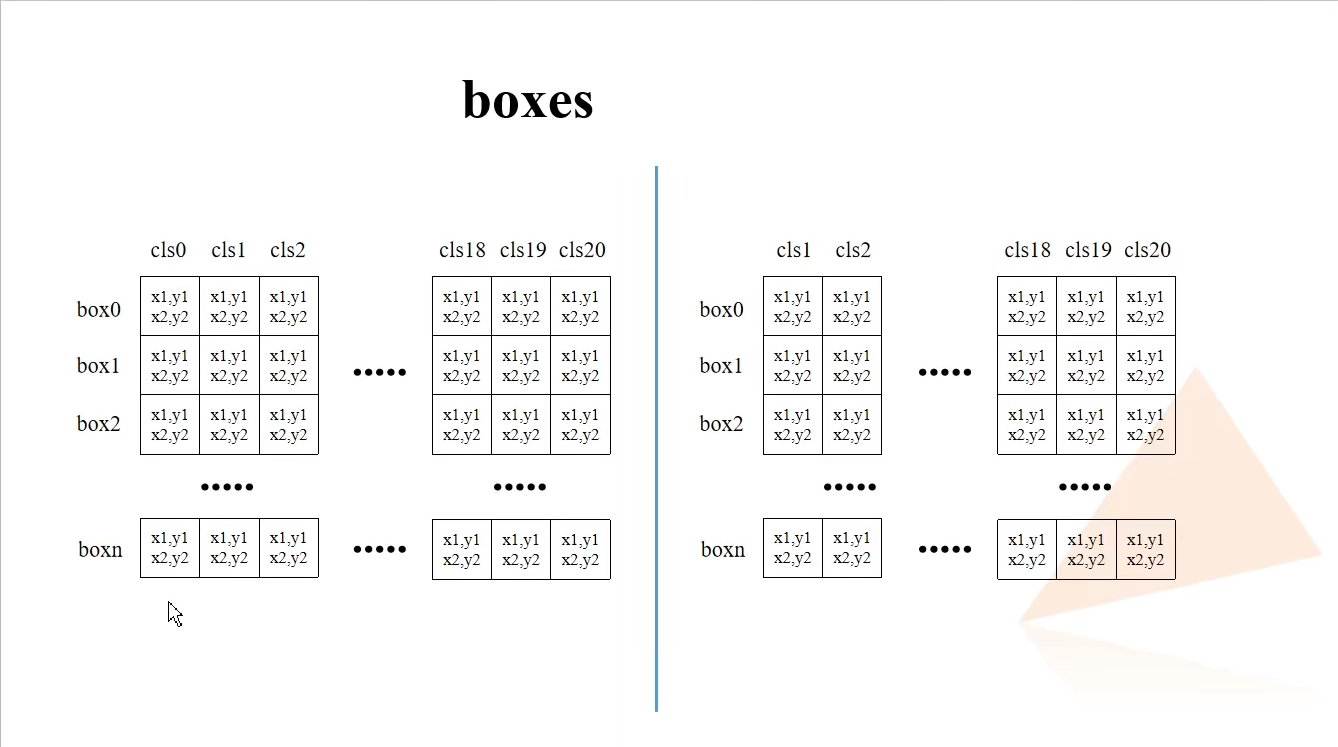 boxes
cls0 cls1 cls2 ••••• cls18 cls19 cls20
box0 x1,y1 x1,y1 x1,y1 x1,y1 x1,y1 x1,y1
x2,y2 x2,y2 x2,y2 x2,y2 x2,y2 x2,y2
box1 x1,y1 x1,y1 x1,y1 ••••• x1,y1 x1,y1 x1,y1
x2,y2 x2,y2 x2,y2 x2,y2 x2,y2 x2,y2
box2 x1,y1 x1,y1 x1,y1 x1,y1 x1,y1 x1,y1
x2,y2 x2,y2 x2,y2 x2,y2 x2,y2 x2,y2
••••• •••••
boxn x1,y1 x1,y1 x1,y1 ••••• x1,y1 x1,y1 x1,y1
x2,y2 x2,y2 x2,y2 x2,y2 x2,y2 x2,y2
cls1 cls2 cls18 cls19 cls20
box0 x1,y1 x1,y1 x1,y1 x1,y1 x1,y1
x2,y2 x2,y2 x2,y2 x2,y2 x2,y2
box1 x1,y1 x1,y1 ••••• x1,y1 x1,y1 x1,y1
x2,y2 x2,y2 x2,y2 x2,y2 x2,y2
box2 x1,y1 x1,y1 x1,y1 x1,y1 x1,y1
x2,y2 x2,y2 x2,y2 x2,y2 x2,y2
••••• •••••
boxn x1,y1 x1,y1 ••••• x1,y1 x1,y1 x1,y1
x2,y2 x2,y2 x2,y2 x2,y2 x2,y2